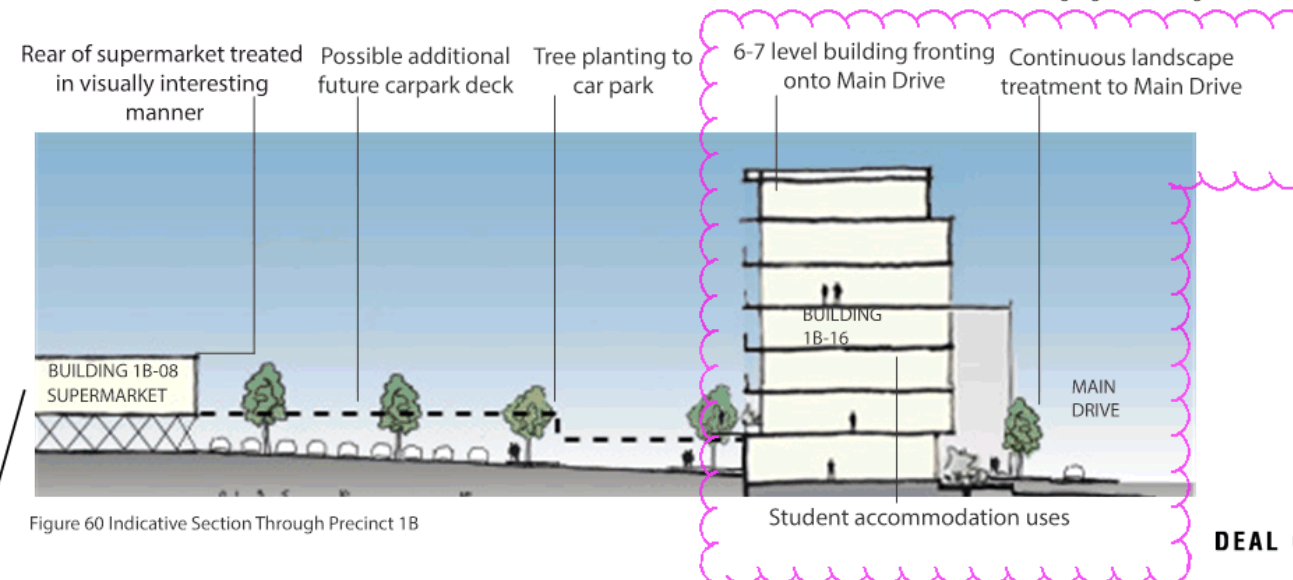 Rear of supermarket treated
in visually interesting
manner
Possible additional
future carpark deck
Tree planting to
car park
6-7 level building fronting
onto Main Drive
Continuous landscape
treatment to Main Drive
BUILDING 1B-08
SUPERMARKET
BUILDING
1B-16
MAIN
DRIVE
Student accommodation uses
Figure 60 Indicative Section Through Precinct 1B
DEAL